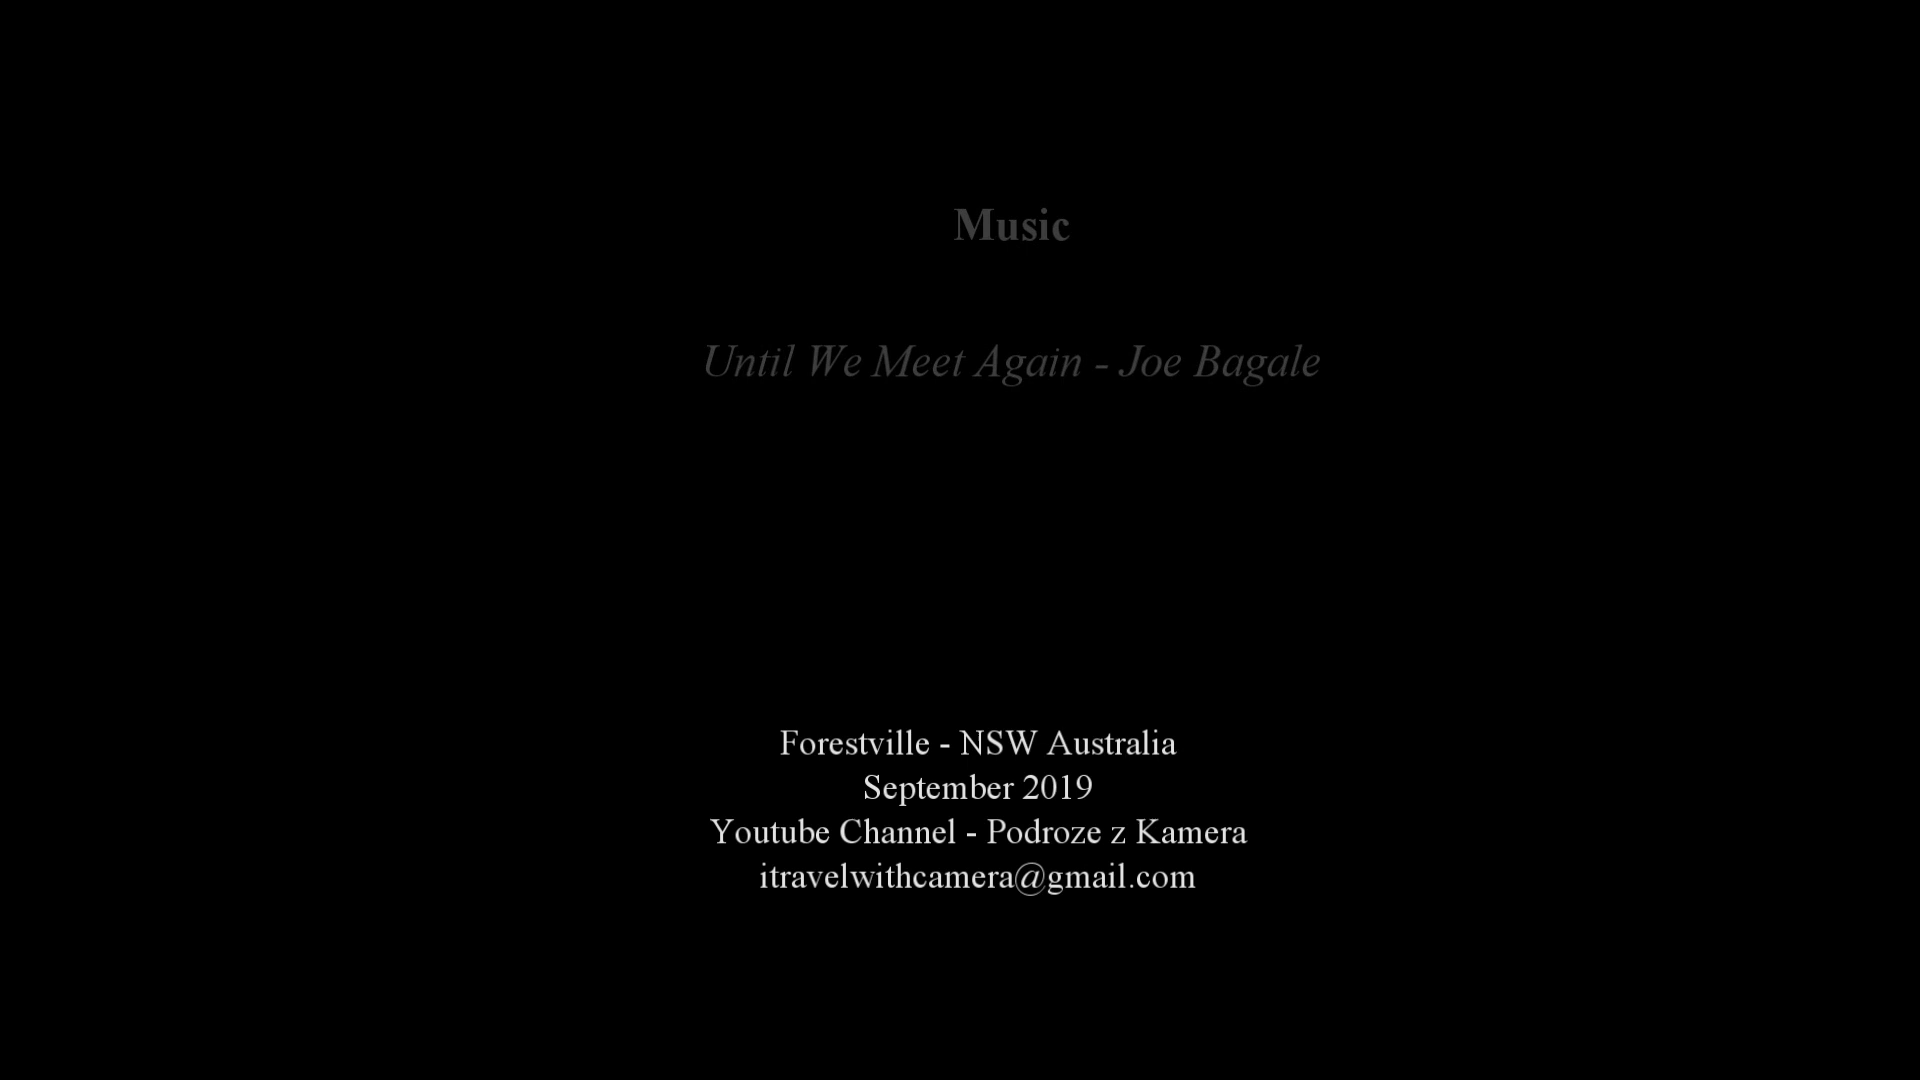 Music
Until We Meet Again - Joe Bagale
Forestville - NSW Australia
September 2019
Youtube Channel - Podroze z Kamera
itravelwithcamera@gmail.com